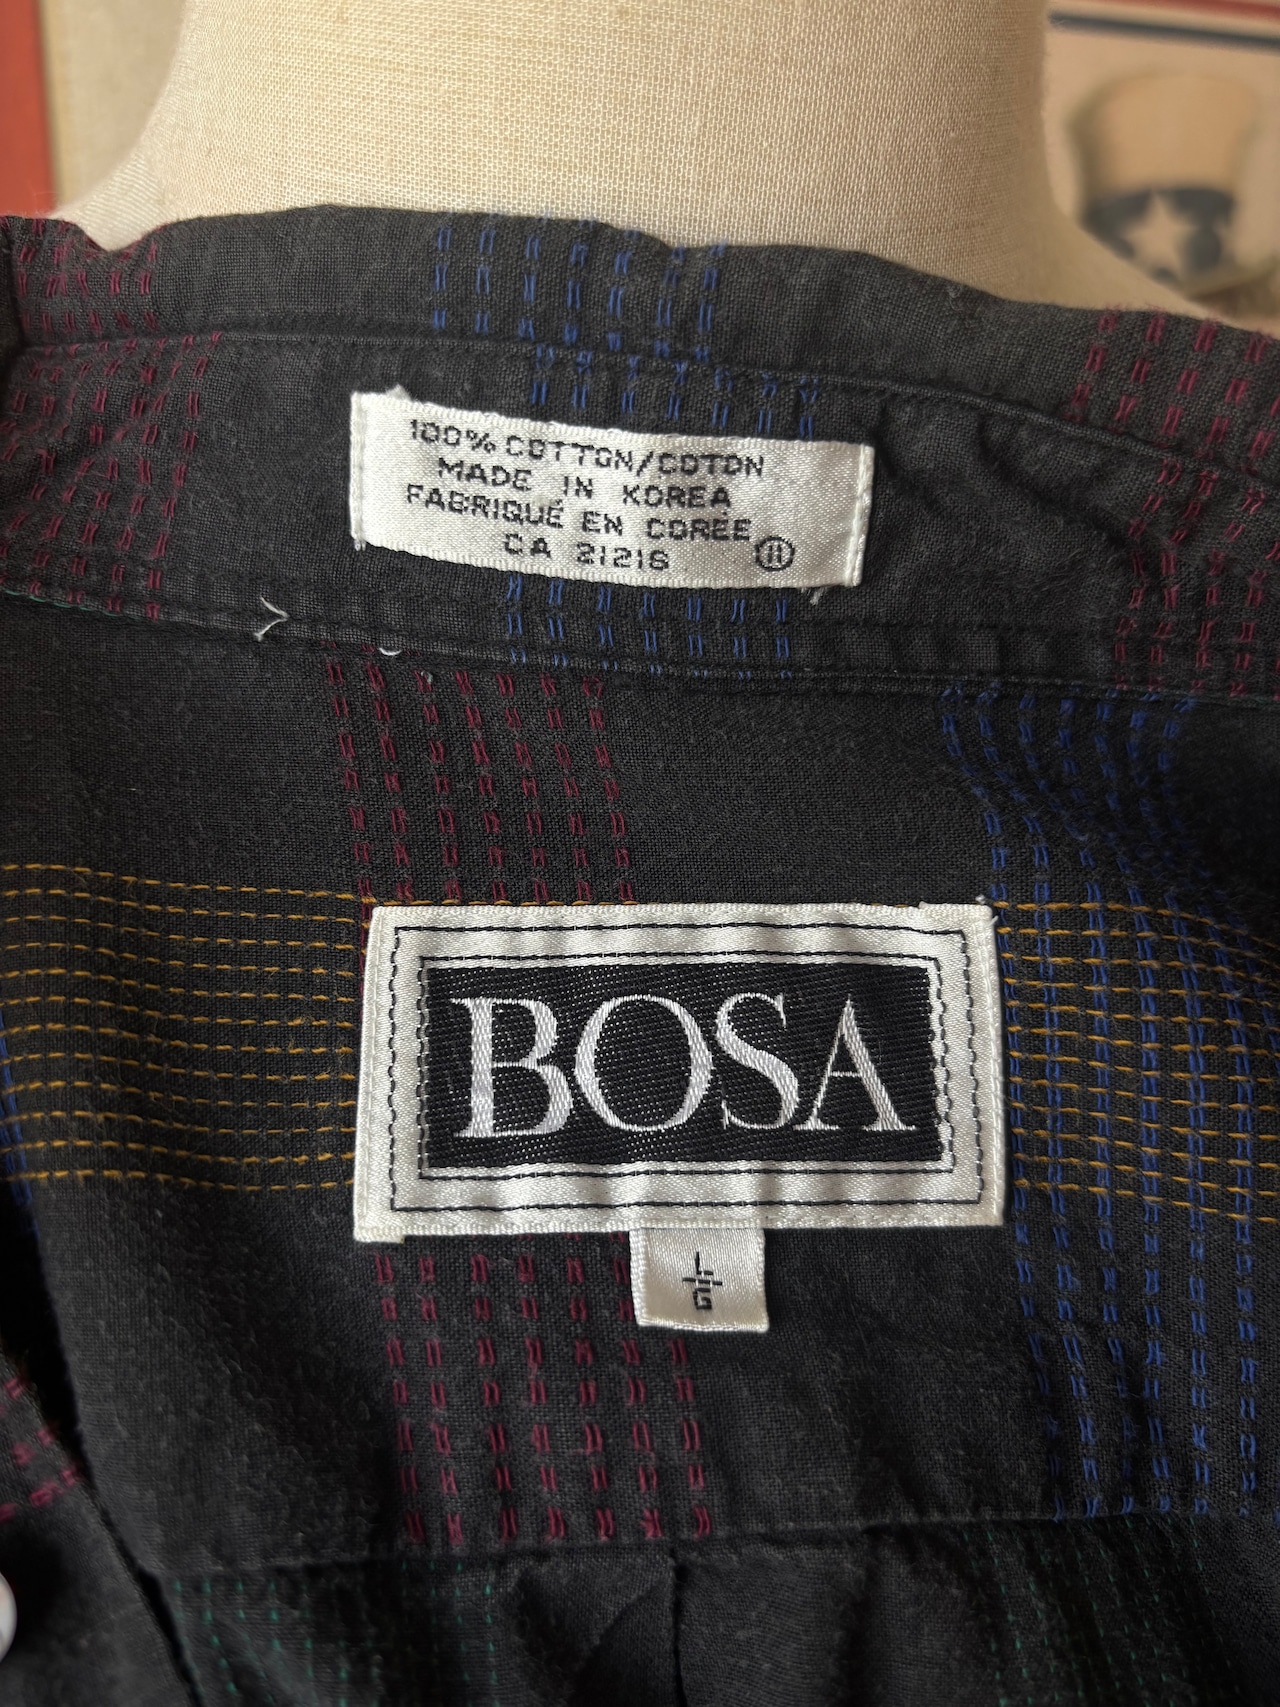 100% COTTON/COTON
MADE IN KOREA
FABRIQUÉ EN CORÉE
CA 21216
BOSA
L
G